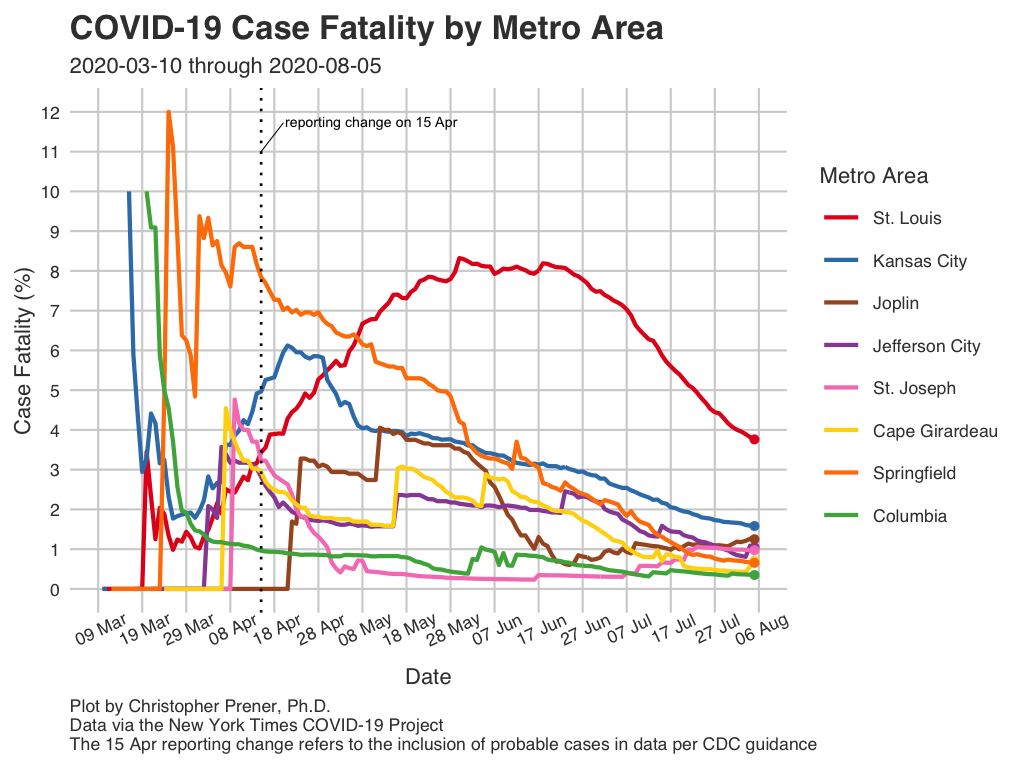 COVID-19 Case Fatality by Metro Area
2020-03-10 through 2020-08-05
reporting change on 15 Apr
12
11
10
9
8
7
6
5
4
3
2
1
0
Case Fatality (%)
09 Mar
19 Mar
29 Mar
08 Apr
18 Apr
28 Apr
08 May
18 May
28 May
07 Jun
17 Jun
27 Jun
07 Jul
17 Jul
27 Jul
06 Aug
Date
Metro Area
St. Louis
Kansas City
Joplin
Jefferson City
St. Joseph
Cape Girardeau
Springfield
Columbia
Plot by Christopher Prener, Ph.D.
Data via the New York Times COVID-19 Project
The 15 Apr reporting change refers to the inclusion of probable cases in data per CDC guidance